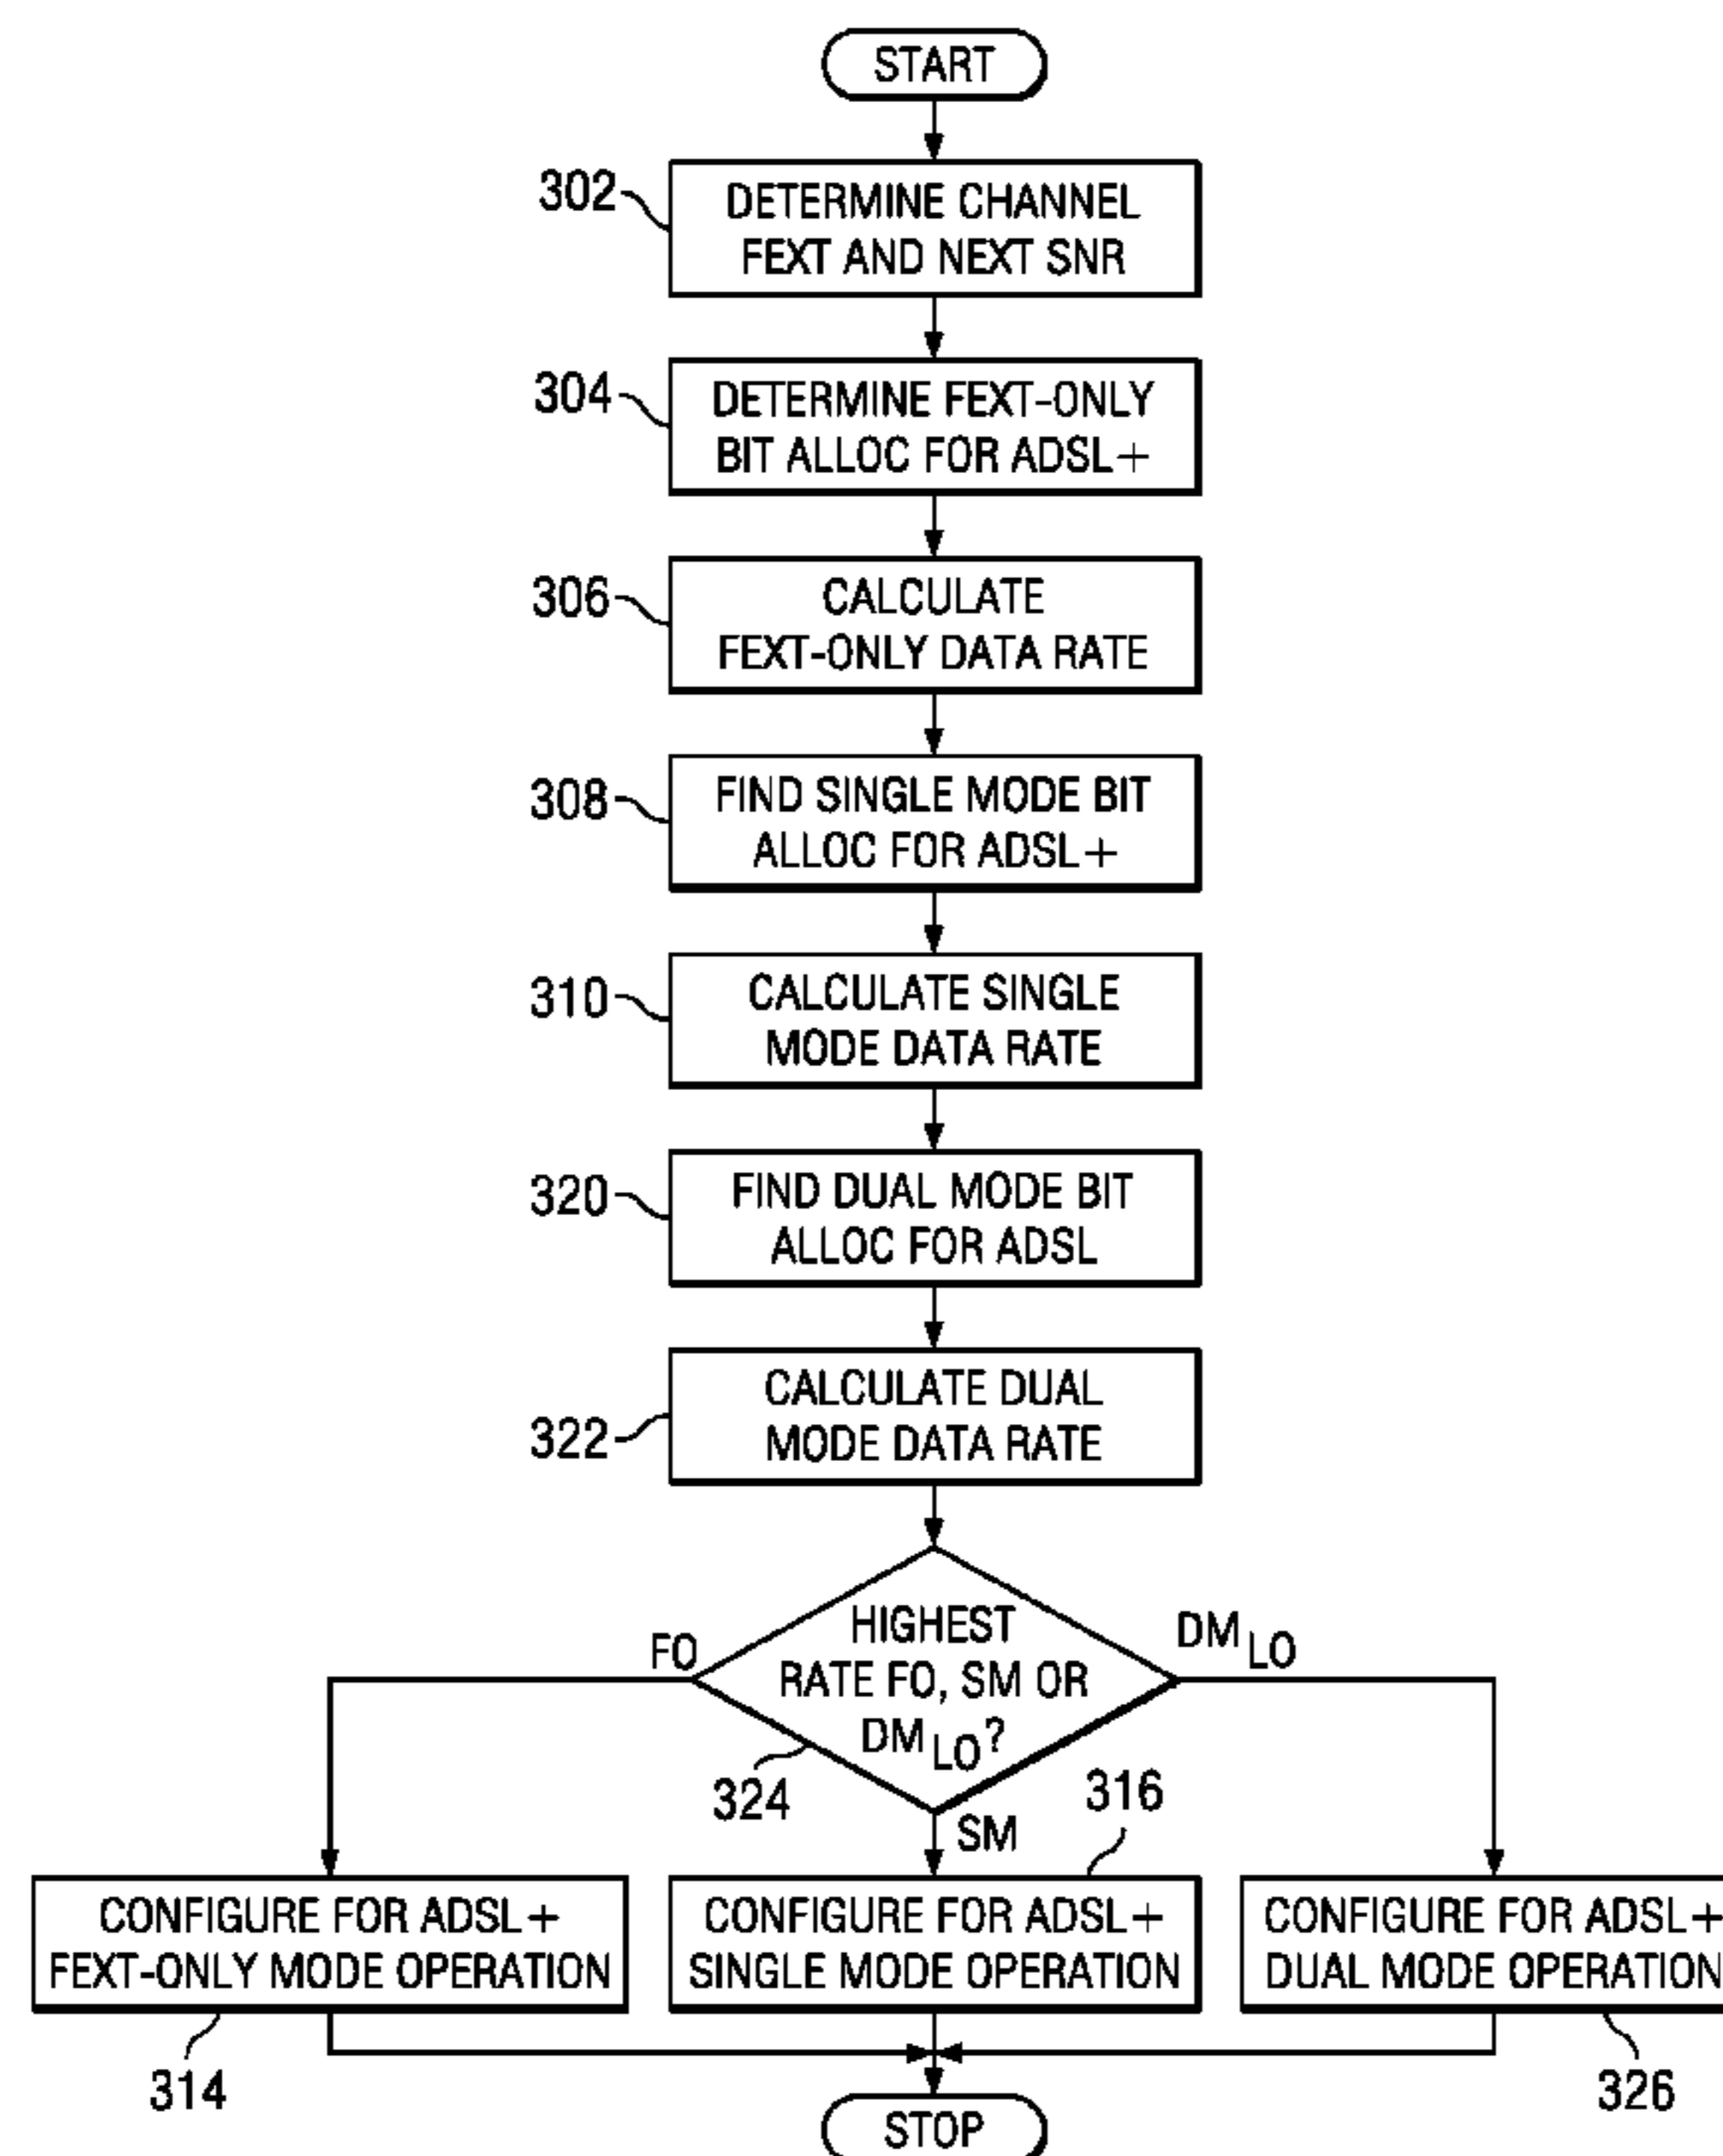 START
302
DETERMINE CHANNEL
FEXT AND NEXT SNR
304
DETERMINE FEXT-ONLY
BIT ALLOC FOR ADSL+
306
CALCULATE
FEXT-ONLY DATA RATE
308
FIND SINGLE MODE BIT
ALLOC FOR ADSL+
310
CALCULATE SINGLE
MODE DATA RATE
320
FIND DUAL MODE BIT
ALLOC FOR ADSL
322
CALCULATE DUAL
MODE DATA RATE
HIGHEST
RATE FO, SM OR
DM LO?
FO
DM LO
324
SM
316
CONFIGURE FOR ADSL+
FEXT-ONLY MODE OPERATION
CONFIGURE FOR ADSL+
SINGLE MODE OPERATION
CONFIGURE FOR ADSL+
DUAL MODE OPERATION
314
326
STOP